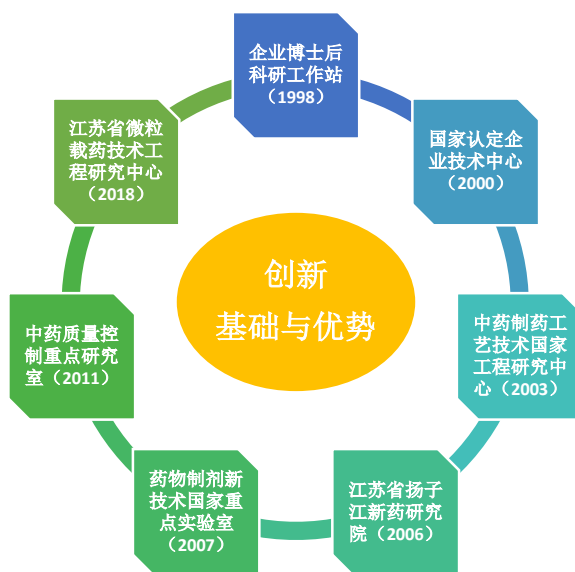 企业博士后
科研工作站
（1998）
国家认定企
业技术中心
（2000）
中药制药工
艺技术国家
工程研究中
心（2003）
江苏省扬子
江新药研究
院（2006）
药物制剂新
技术国家重
点实验室
（2007）
中药质量控
制重点研究
室（2011）
江苏省微粒
载药技术工
程研究中心
（2018）
创新
基础与优势